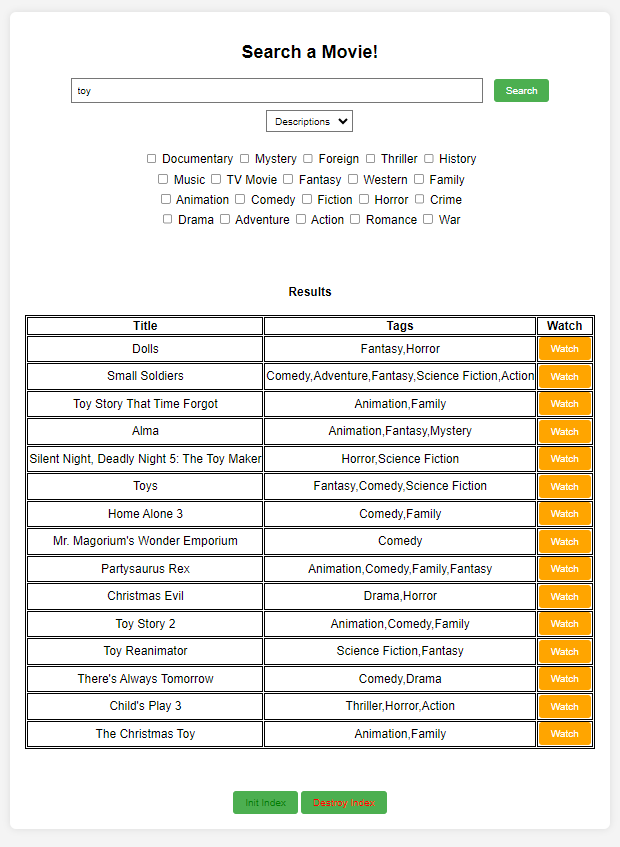 Search a Movie!
toy Search
Descriptions
Documentary Mystery Foreign Thriller History
Music TV Movie Fantasy Western Family
Animation Comedy Fiction Horror Crime
Drama Adventure Action Romance War
Results
Title Tags Watch
Dolls Fantasy,Horror Watch
Small Soldiers Comedy,Adventure,Fantasy,Science Fiction,Action Watch
Toy Story That Time Forgot Animation,Family Watch
Alma Animation,Fantasy,Mystery Watch
Silent Night, Deadly Night 5: The Toy Maker Horror,Science Fiction Watch
Toys Fantasy,Comedy,Science Fiction Watch
Home Alone 3 Comedy,Family Watch
Mr. Magorium's Wonder Emporium Comedy Watch
Partysaurus Rex Animation,Comedy,Family,Fantasy Watch
Christmas Evil Drama,Horror Watch
Toy Story 2 Animation,Comedy,Family Watch
Toy Reanimator Science Fiction,Fantasy Watch
There's Always Tomorrow Comedy,Drama Watch
Child's Play 3 Thriller,Horror,Action Watch
The Christmas Toy Animation,Family Watch
Init Index Destroy Index